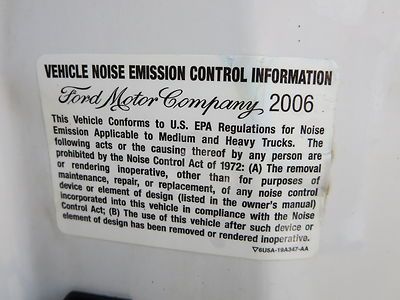 VEHICLE NOISE EMISSION CONTROL INFORMATION
Ford Motor Company 2006
This Vehicle Conforms to U.S. EPA Regulations for Noise
Emission Applicable to Medium and Heavy Trucks. The
following acts or the causing thereof by any person are
prohibited by the Noise Control Act of 1972: (A) The removal
or rendering inoperative, other than for purposes of
maintenance, repair, or replacement, of any noise control
device or element of design (listed in the owner's manual)
incorporated into this vehicle in compliance with the Noise
Control Act; (B) The use of this vehicle after such device or
element of design has been removed or rendered inoperative.
▽6U5A-19A347-AA